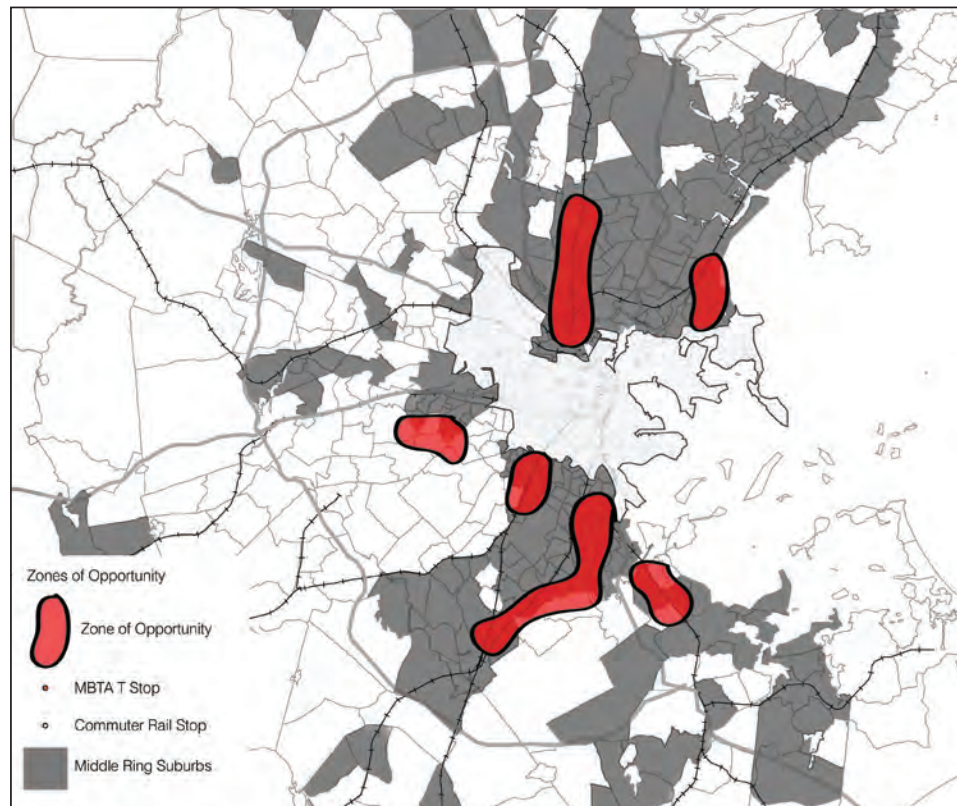 Zones of Opportunity
Zone of Opportunity
MBTA T Stop
Commuter Rail Stop
Middle Ring Suburbs